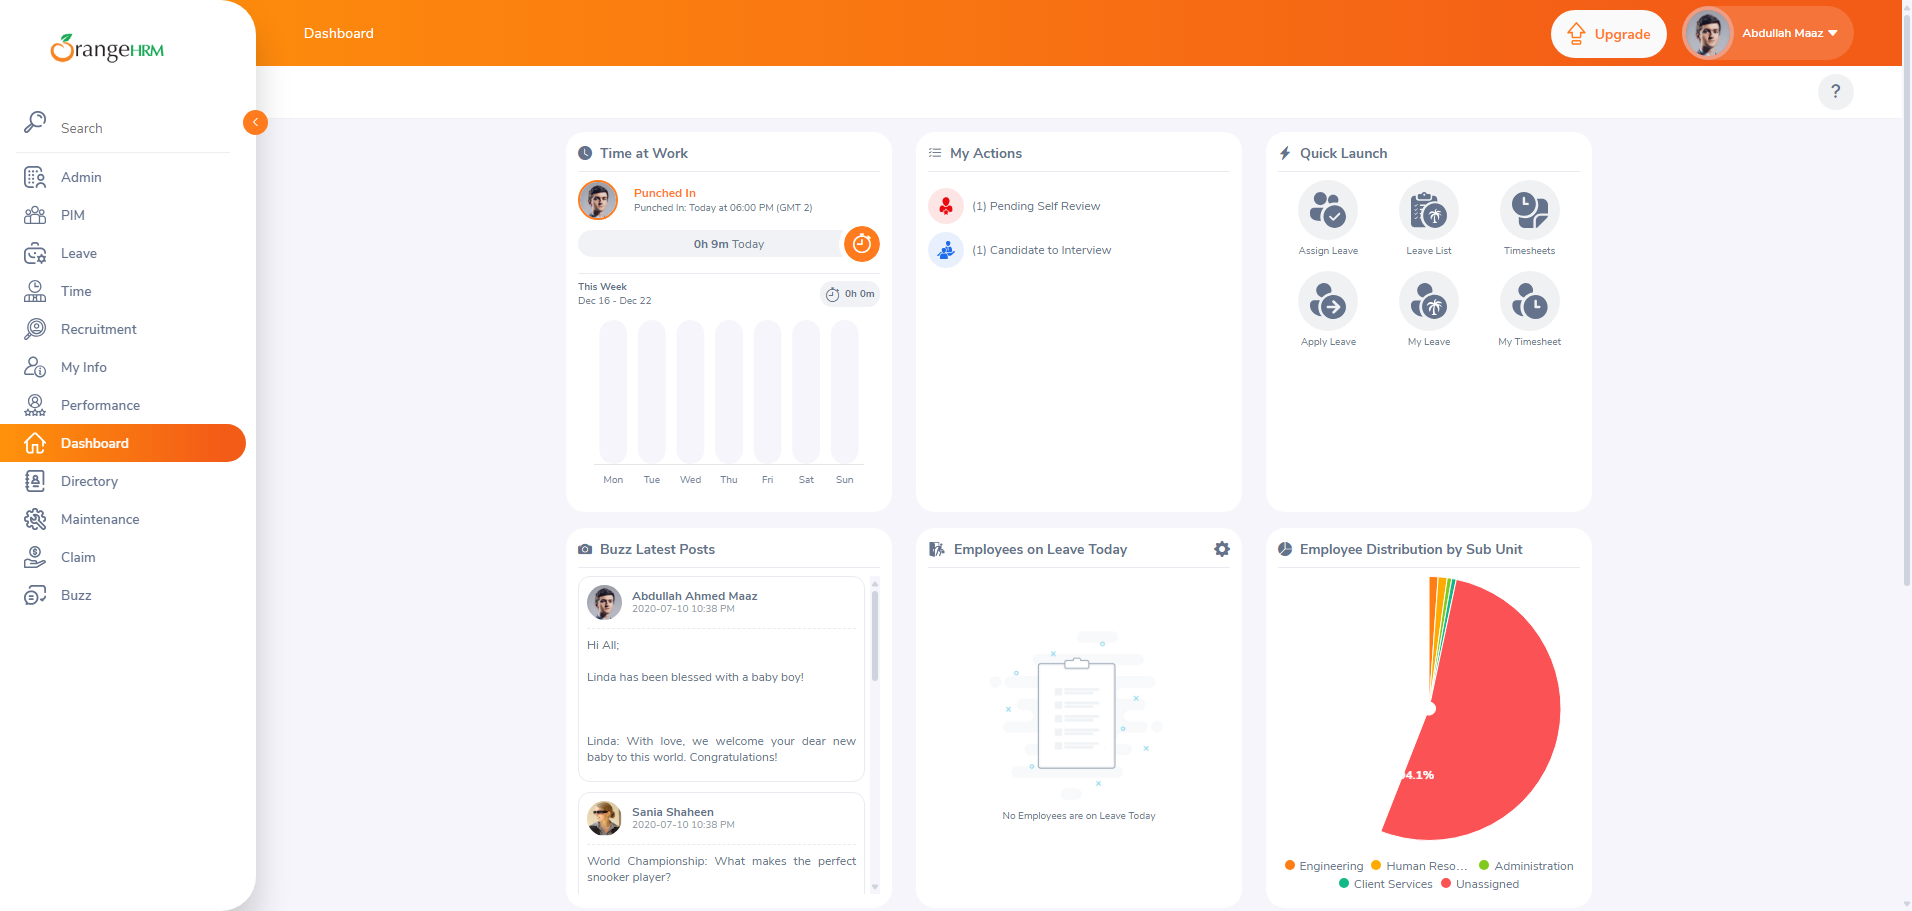 OrangeHRM
Dashboard
Upgrade
Abdullah Maaz
?
Search
Admin
PIM
Leave
Time
Recruitment
My Info
Performance
Dashboard
Directory
Maintenance
Claim
Buzz
Time at Work
Punched In
Punched In: Today at 06:00 PM (GMT 2)
0h 9m Today
This Week
Dec 16 - Dec 22
0h 0m
Mon Tue Wed Thu Fri Sat Sun
My Actions
(1) Pending Self Review
(1) Candidate to Interview
Quick Launch
Assign Leave Leave List Timesheets
Apply Leave My Leave My Timesheet
Buzz Latest Posts
Abdullah Ahmed Maaz
2020-07-10 10:38 PM
Hi All;
Linda has been blessed with a baby boy!
Linda: With love, we welcome your dear new
baby to this world. Congratulations!
Sania Shaheen
2020-07-10 10:38 PM
World Championship: What makes the perfect
snooker player?
Employees on Leave Today
No Employees are on Leave Today
Employee Distribution by Sub Unit
4.1%
Engineering Human Reso... Administration
Client Services Unassigned